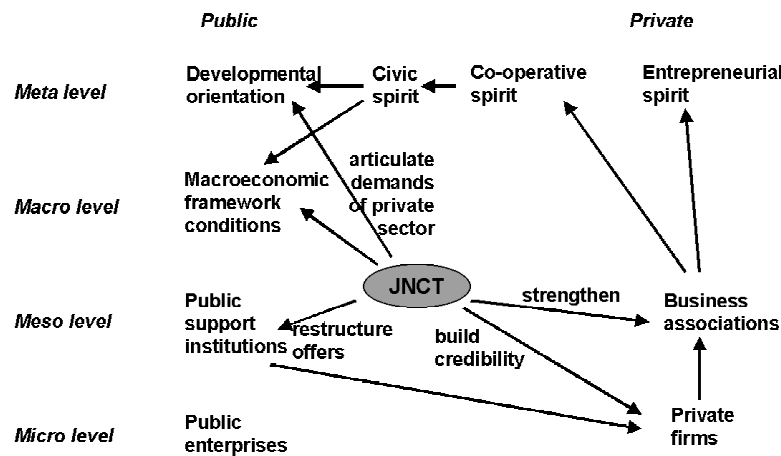 Public
Private
Meta level
Developmental
orientation
Civic
spirit
Co-operative
spirit
Entrepreneurial
spirit
articulate
demands
of private
sector
Macro level
Macroeconomic
framework
conditions
JNCT
Meso level
Public
support
institutions
restructure
offers
build
credibility
strengthen
Business
associations
Micro level
Public
enterprises
Private
firms